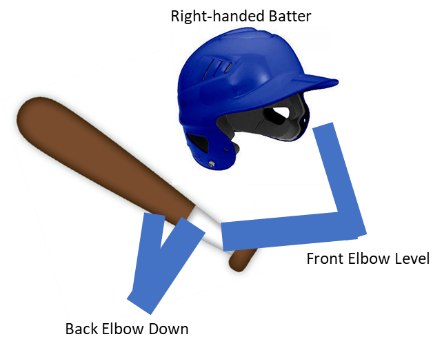 Right-handed Batter
Front Elbow Level
Back Elbow Down